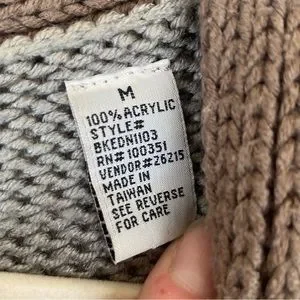 M
100% ACRYLIC
STYLE#
BKEDN1103
RN# 100351
VENDOR#26215
MADE IN
TAIWAN
SEE REVERSE
FOR CARE